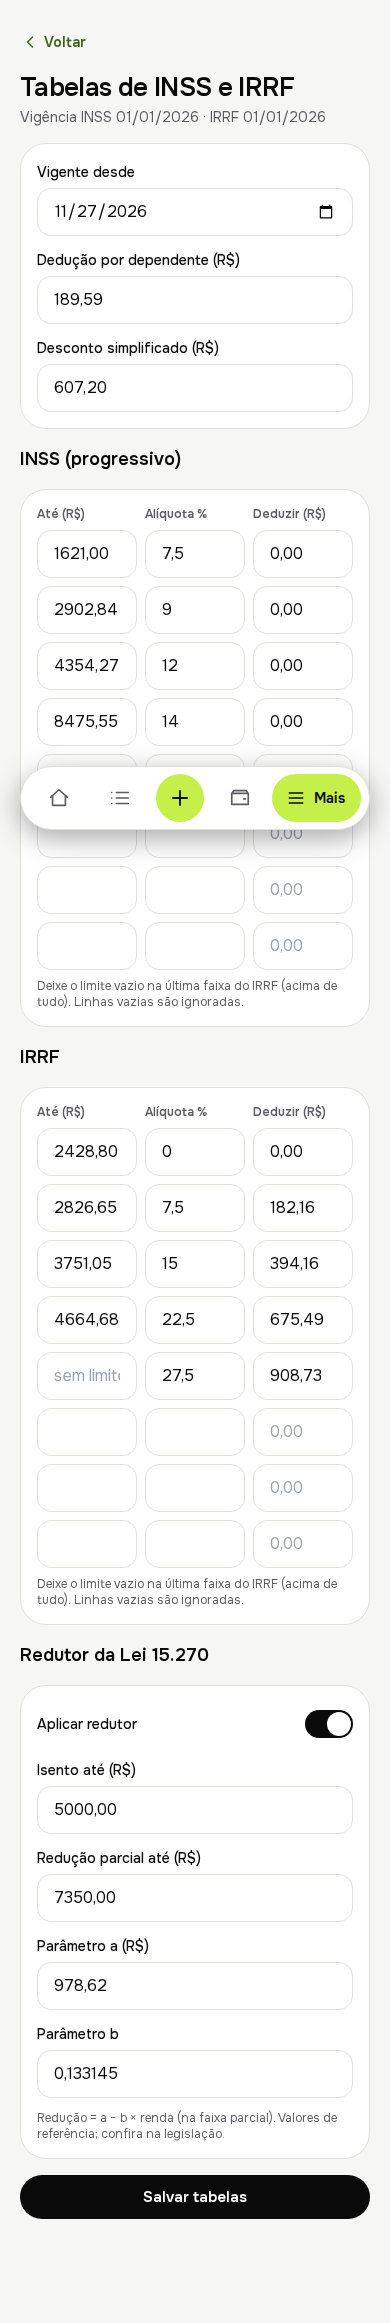 Voltar
Tabelas de INSS e IRRF
Vigência INSS 01/01/2026 · IRRF 01/01/2026
Vigente desde
11/27/2026
Dedução por dependente (R$)
189,59
Desconto simplificado (R$)
607,20
INSS (progressivo)
Até (R$) Alíquota % Deduzir (R$)
1621,00 7,5 0,00
2902,84 9 0,00
4354,27 12 0,00
8475,55 14 0,00
Mais
0,00
0,00
0,00
Deixe o limite vazio na última faixa do IRRF (acima de
tudo). Linhas vazias são ignoradas.
IRRF
Até (R$) Alíquota % Deduzir (R$)
2428,80 0 0,00
2826,65 7,5 182,16
3751,05 15 394,16
4664,68 22,5 675,49
sem limite 27,5 908,73
0,00
0,00
0,00
Deixe o limite vazio na última faixa do IRRF (acima de
tudo). Linhas vazias são ignoradas.
Redutor da Lei 15.270
Aplicar redutor
Isento até (R$)
5000,00
Redução parcial até (R$)
7350,00
Parâmetro a (R$)
978,62
Parâmetro b
0,133145
Redução = a − b × renda (na faixa parcial). Valores de
referência; confira na legislação.
Salvar tabelas